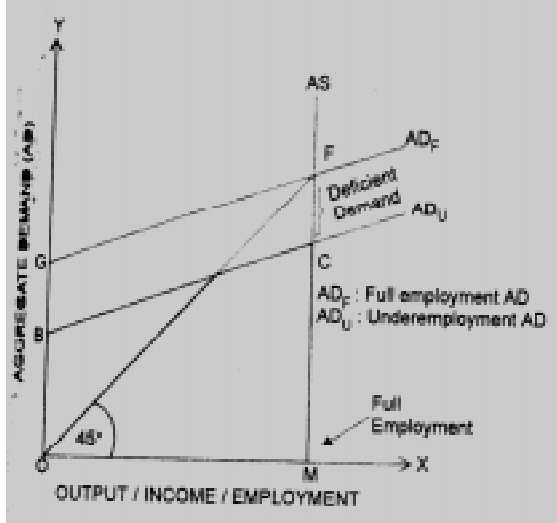 Y
AGGREGATE DEMAND (AD)
AS
F
AD_F
Deficient
Demand
AD_U
G
C
B
AD_F : Full employment AD
AD_U : Underemployment AD
Full
Employment
45°
O
M
X
OUTPUT / INCOME / EMPLOYMENT